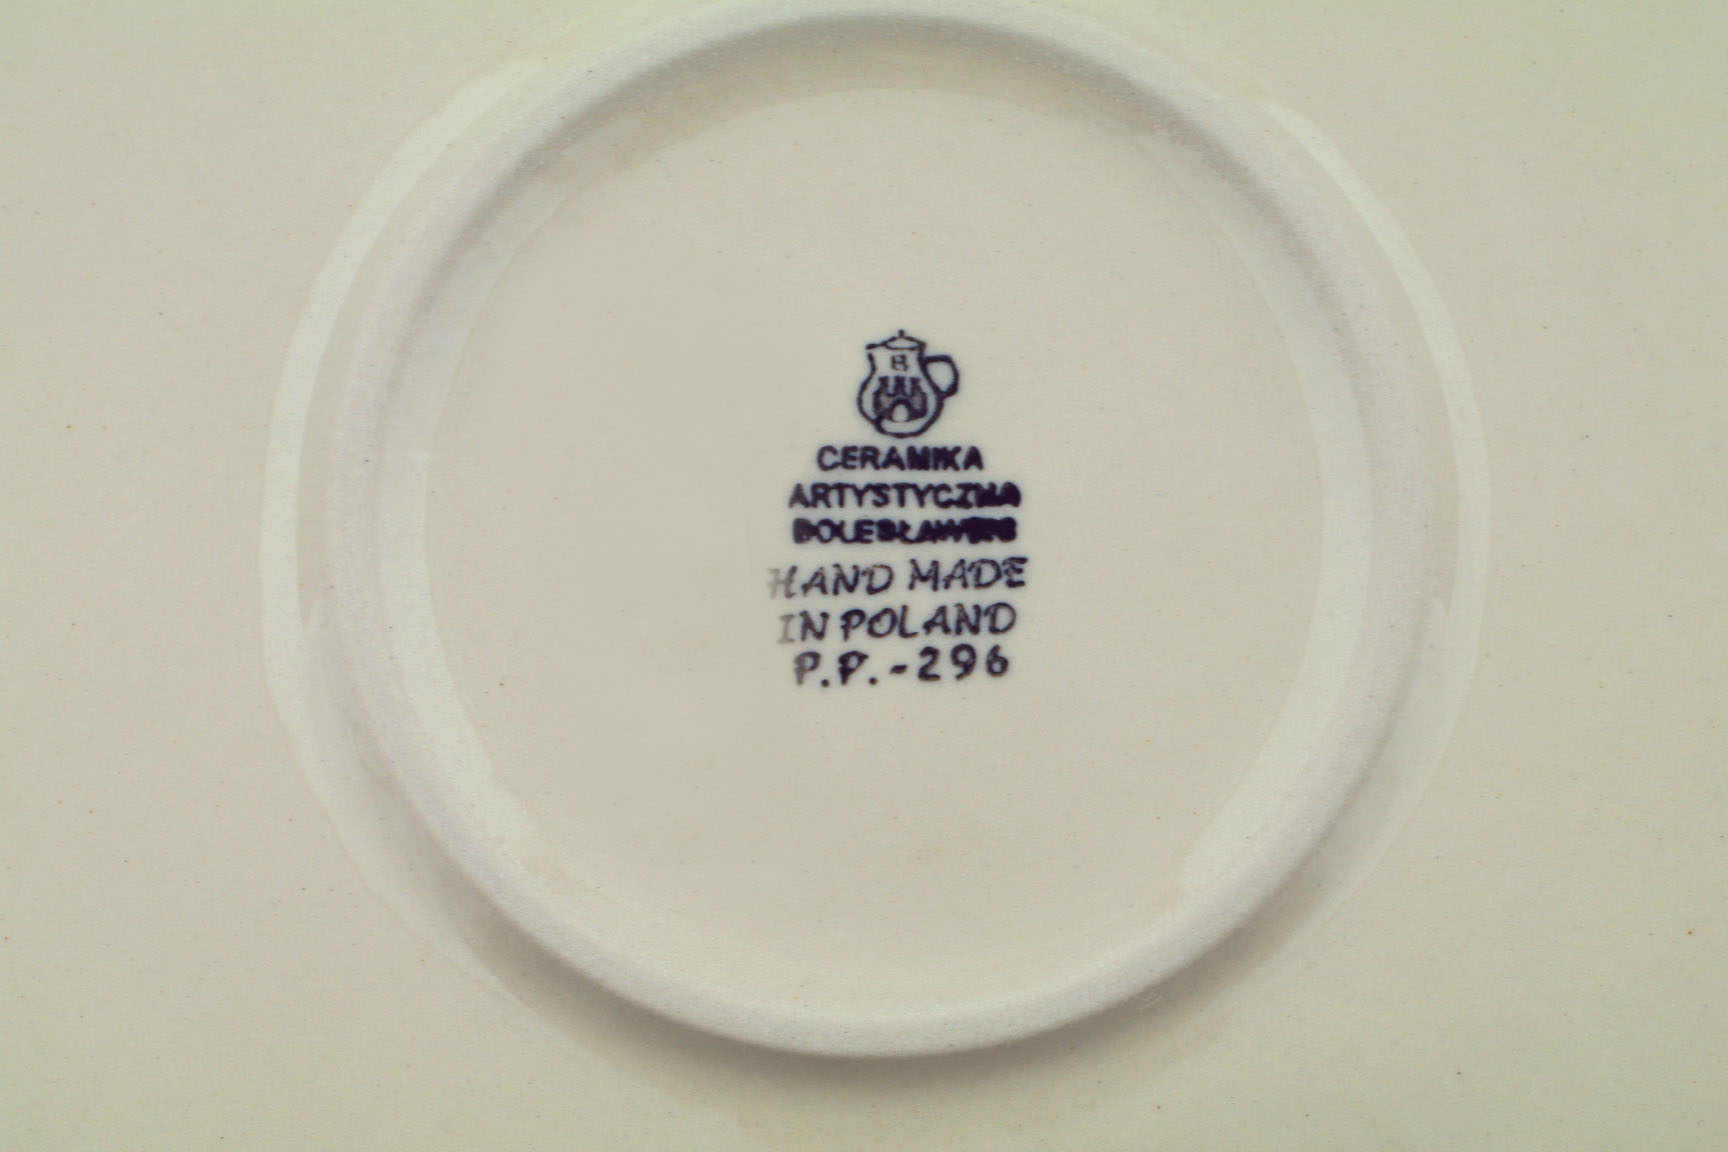 B
CERAMIKA
ARTYSTYCZNA
BOLESŁAWIEC
HAND MADE
IN POLAND
P.P.-296